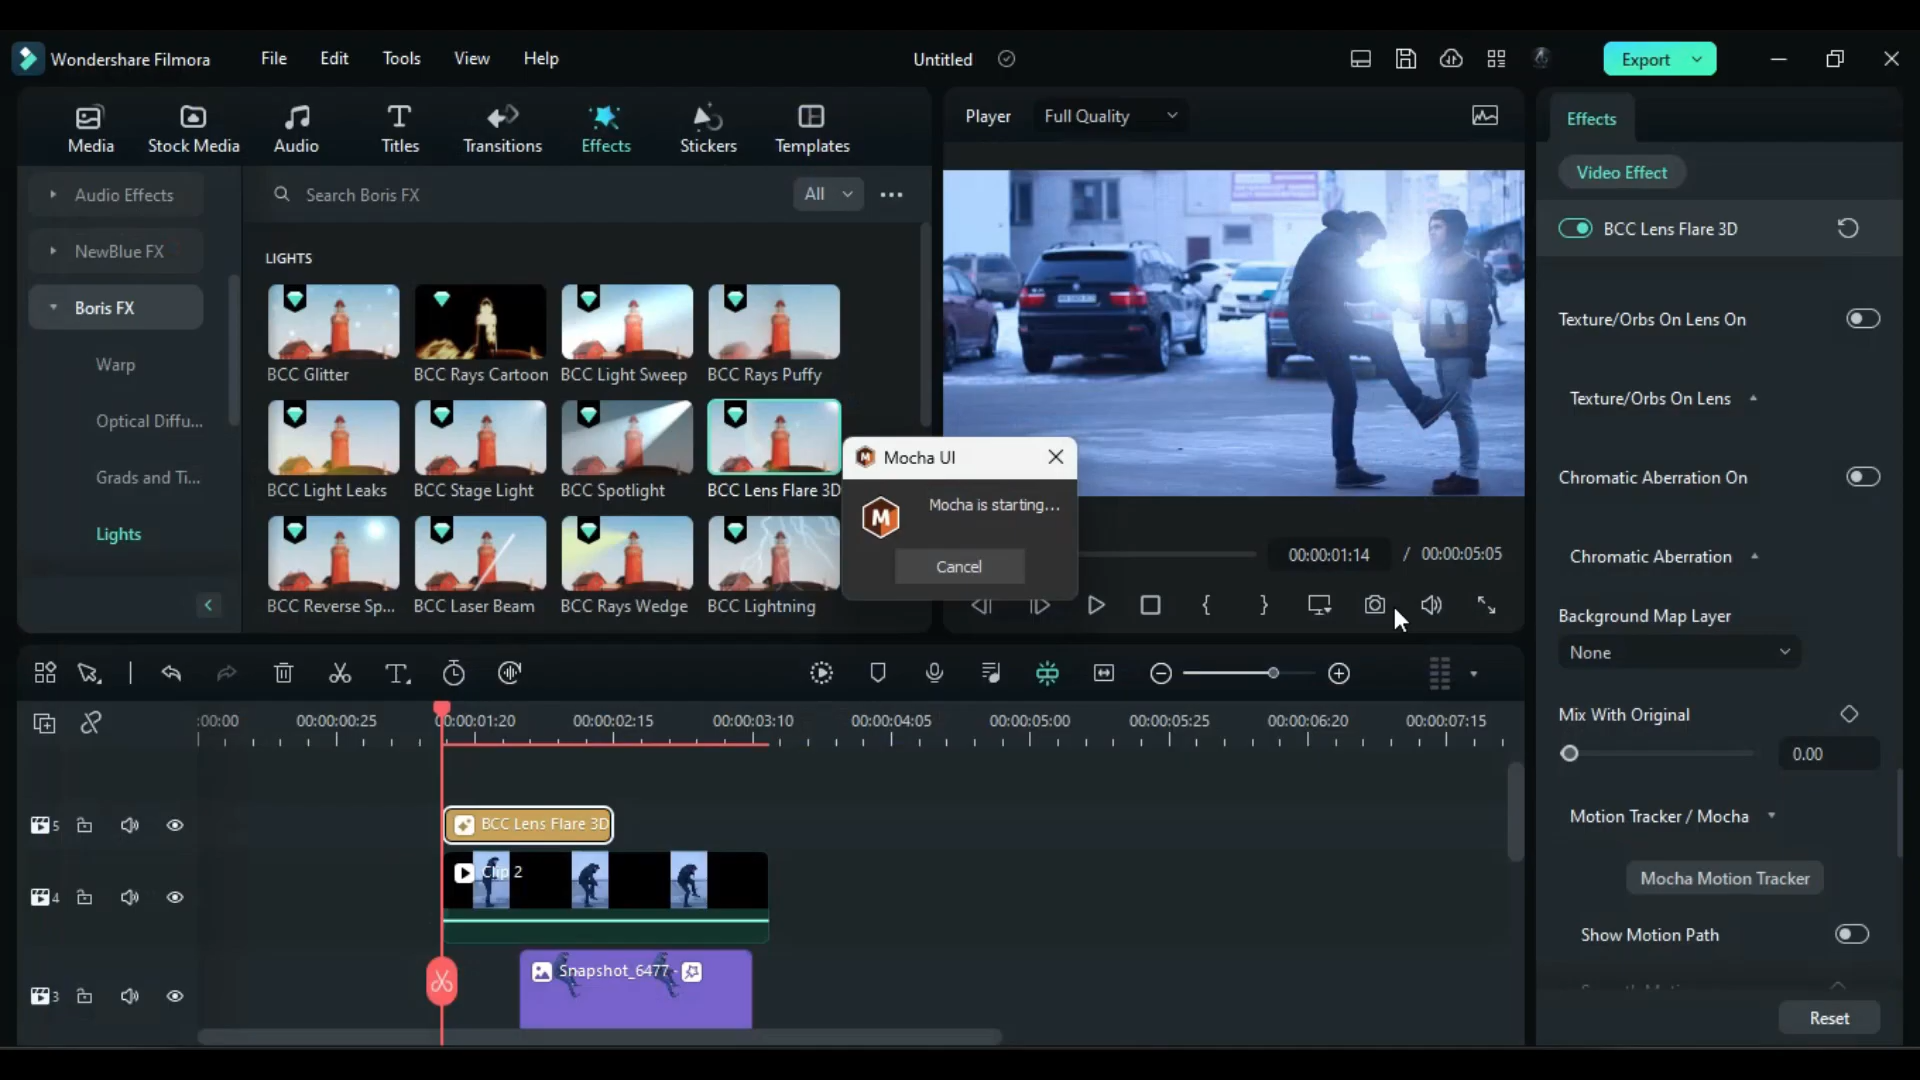 Wondershare Filmora File Edit Tools View Help Untitled Export
Media Stock Media Audio Titles Transitions Effects Stickers Templates
Player Full Quality
Effects
Video Effect
BCC Lens Flare 3D
Audio Effects
NewBlue FX
Boris FX
Warp
Optical Diffu...
Grads and Ti...
Lights
Search Boris FX All
LIGHTS
BCC Glitter BCC Rays Cartoon BCC Light Sweep BCC Rays Puffy
BCC Light Leaks BCC Stage Light BCC Spotlight BCC Lens Flare 3D
BCC Reverse Sp... BCC Laser Beam BCC Rays Wedge BCC Lightning
Mocha UI
Mocha is starting...
Cancel
00:00:01:14 / 00:00:05:05
Texture/Orbs On Lens On
Texture/Orbs On Lens
Chromatic Aberration On
Chromatic Aberration
Background Map Layer
None
Mix With Original
0.00
Motion Tracker / Mocha
Mocha Motion Tracker
Show Motion Path
Reset
:00:00 00:00:00:25 00:00:01:20 00:00:02:15 00:00:03:10 00:00:04:05 00:00:05:00 00:00:05:25 00:00:06:20 00:00:07:15
5 BCC Lens Flare 3D
4 Clip 2
3 Snapshot_6477 -